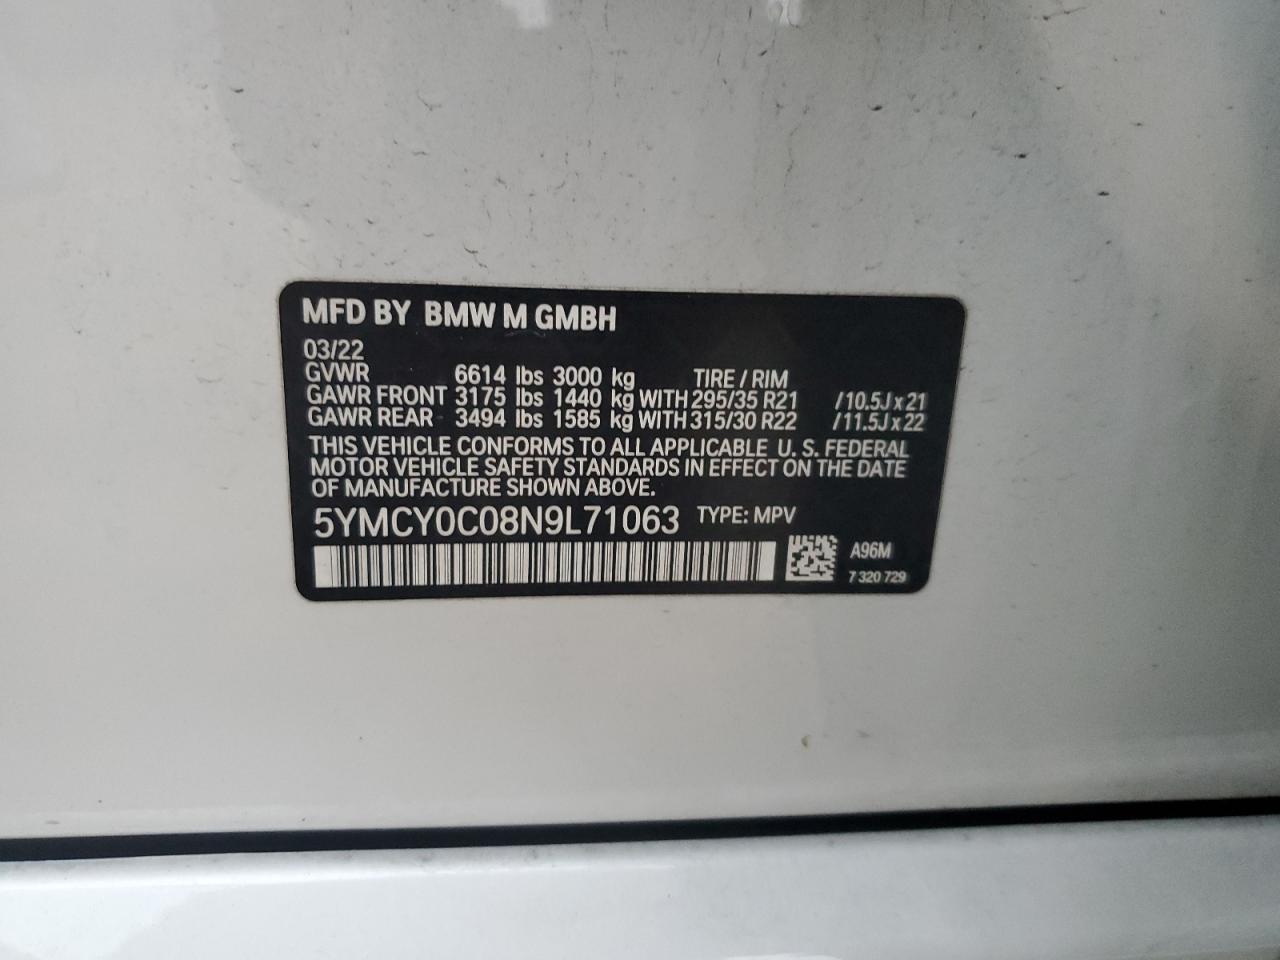 MFD BY BMW M GMBH
03/22
GVWR 6614 lbs 3000 kg TIRE / RIM
GAWR FRONT 3175 lbs 1440 kg WITH 295/35 R21 /10.5J x 21
GAWR REAR 3494 lbs 1585 kg WITH 315/30 R22 /11.5J x 22
THIS VEHICLE CONFORMS TO ALL APPLICABLE U. S. FEDERAL
MOTOR VEHICLE SAFETY STANDARDS IN EFFECT ON THE DATE
OF MANUFACTURE SHOWN ABOVE.
5YMCY0C08N9L71063 TYPE: MPV
A96M
7 320 729